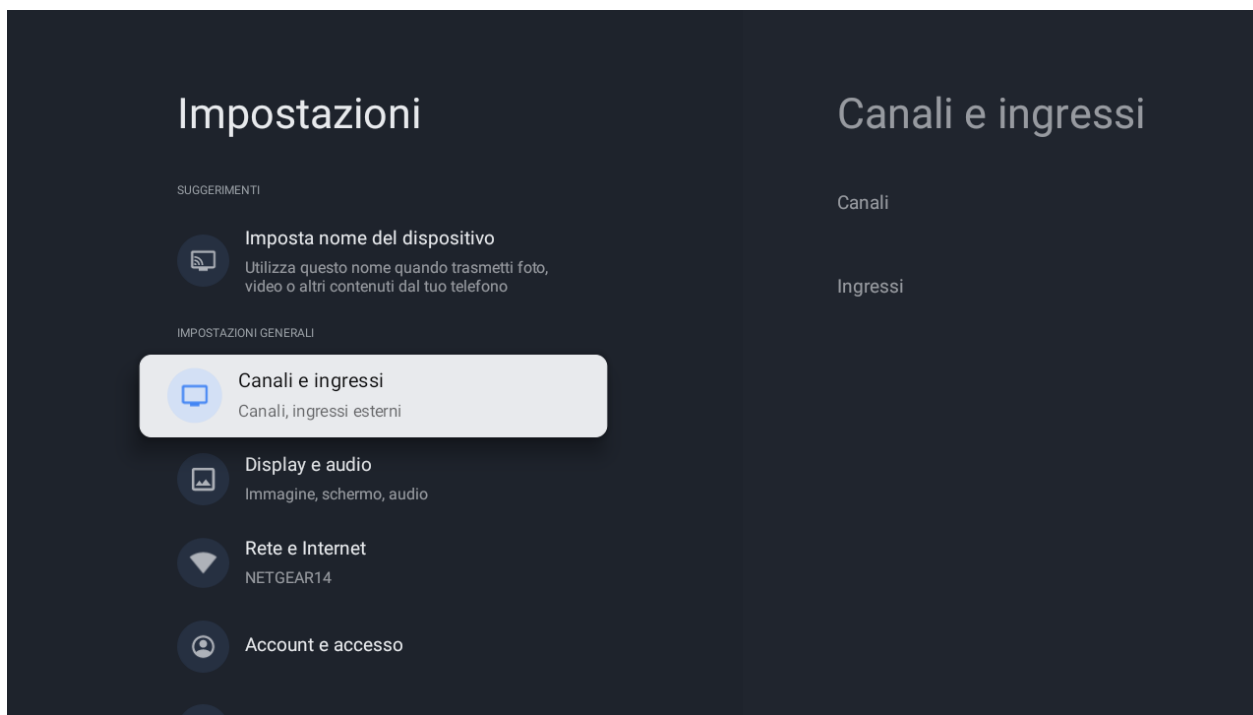 Impostazioni
SUGGERIMENTI
Imposta nome del dispositivo
Utilizza questo nome quando trasmetti foto,
video o altri contenuti dal tuo telefono
IMPOSTAZIONI GENERALI
Canali e ingressi
Canali, ingressi esterni
Display e audio
Immagine, schermo, audio
Rete e Internet
NETGEAR14
Account e accesso
Canali e ingressi
Canali
Ingressi